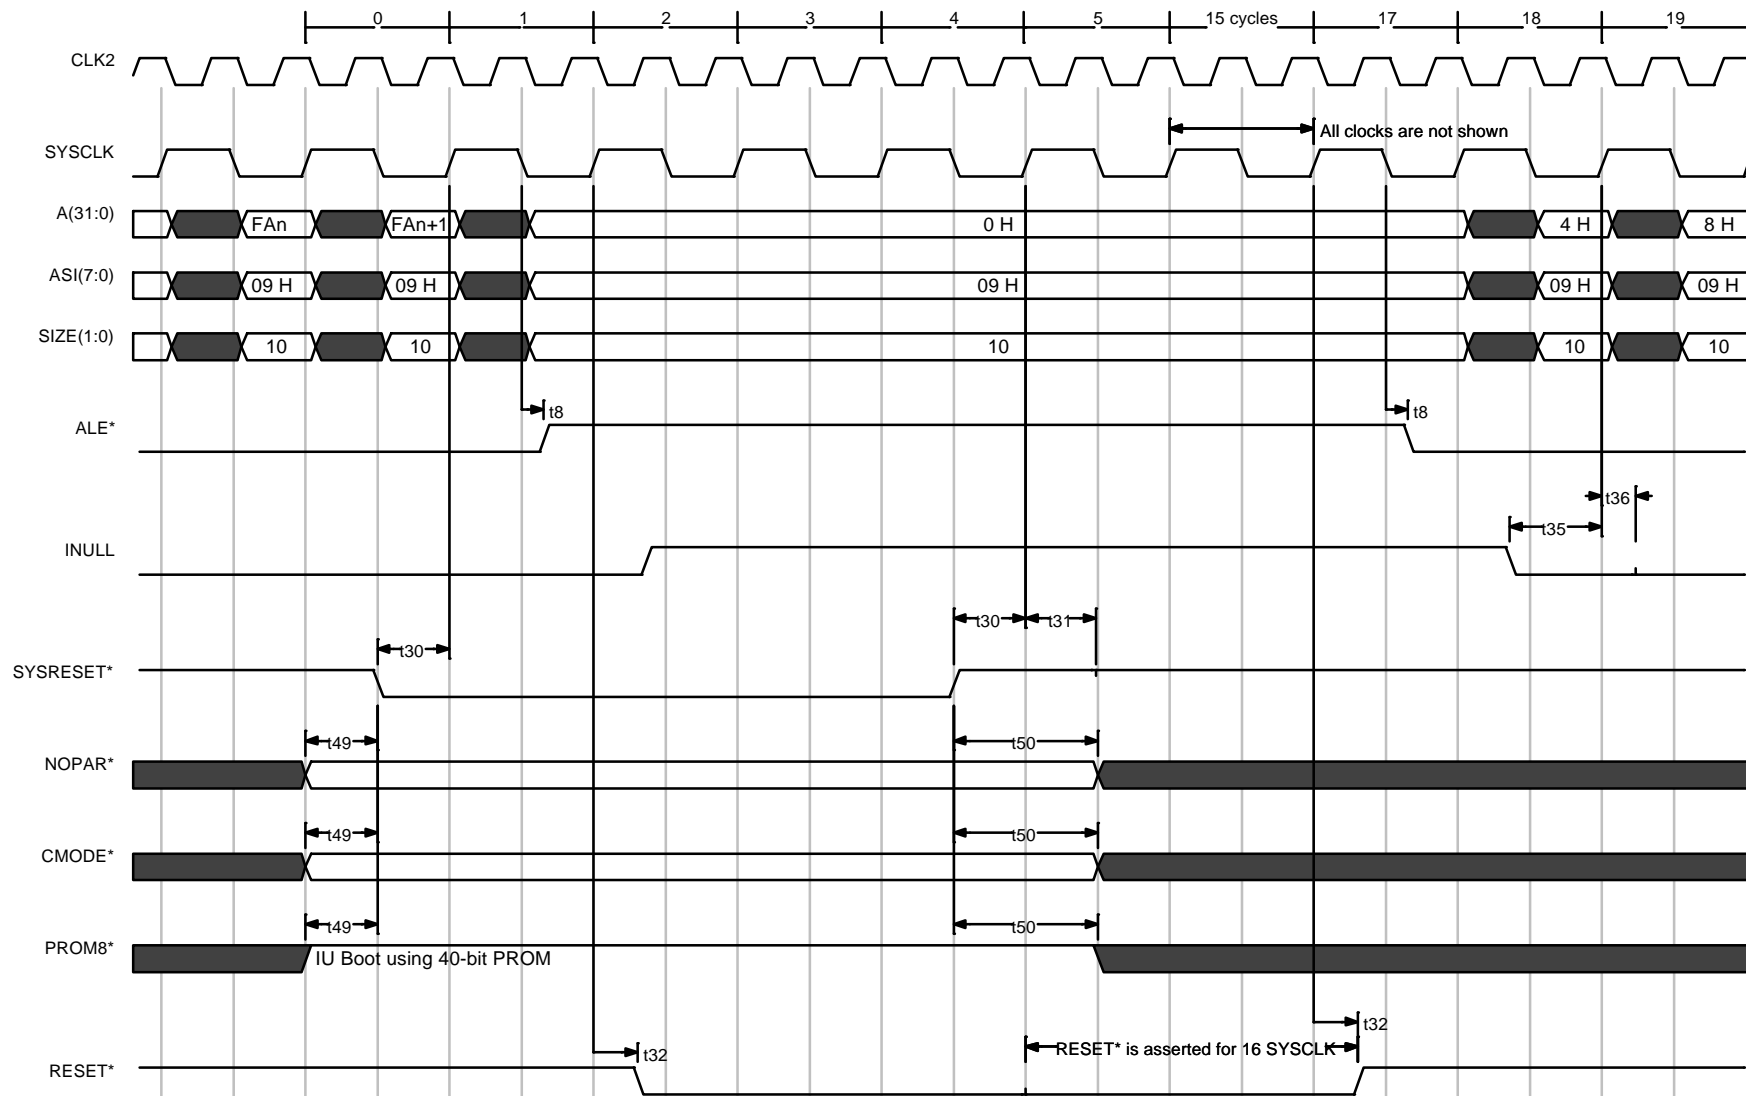 0 1 2 3 4 5 15 cycles 17 18 19
CLK2
All clocks are not shown
SYSCLK
A(31:0) FAn FAn+1 0 H 4 H 8 H
ASI(7:0) 09 H 09 H 09 H 09 H 09 H
SIZE(1:0) 10 10 10 10 10
t8 t8
ALE*
t36
t35
INULL
t30 t31
t30
SYSRESET*
t49 t50
NOPAR*
t49 t50
CMODE*
t49 t50
PROM8* IU Boot using 40-bit PROM
t32
t32 RESET* is asserted for 16 SYSCLK
RESET*